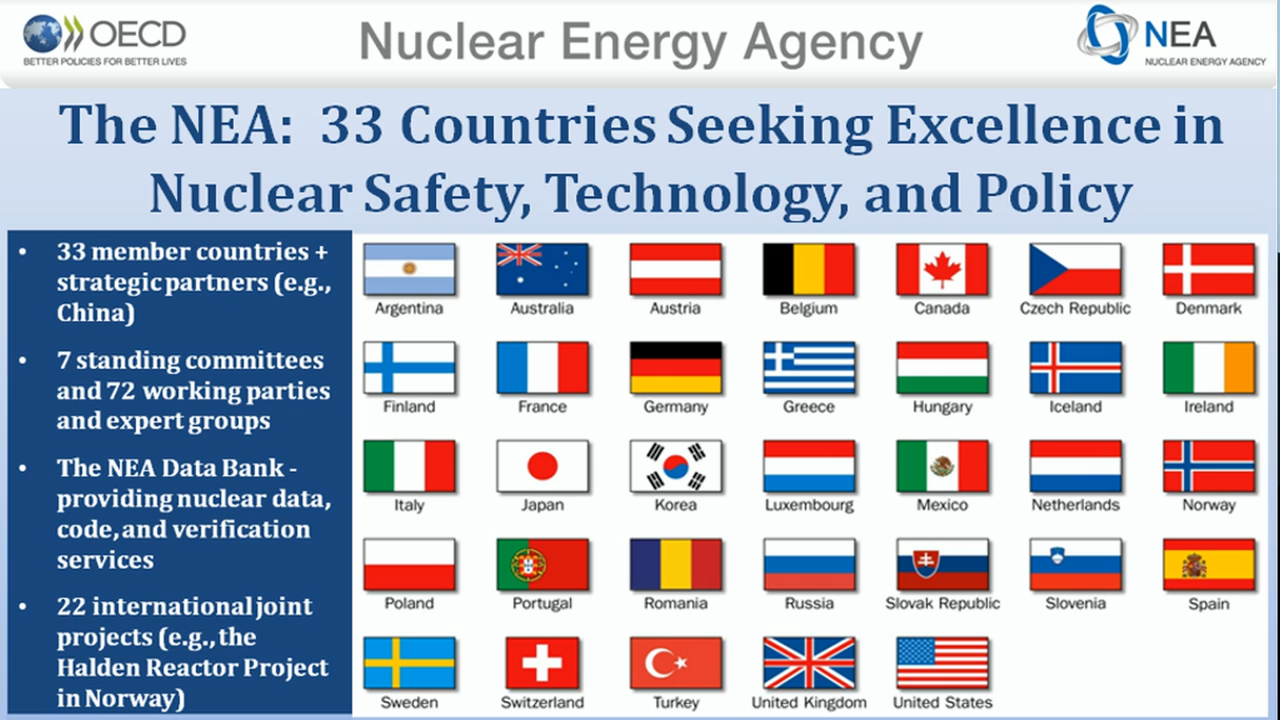 OECD
BETTER POLICIES FOR BETTER LIVES
Nuclear Energy Agency
NEA
NUCLEAR ENERGY AGENCY
The NEA: 33 Countries Seeking Excellence in
Nuclear Safety, Technology, and Policy
• 33 member countries +
strategic partners (e.g.,
China)
• 7 standing committees
and 72 working parties
and expert groups
• The NEA Data Bank -
providing nuclear data,
code, and verification
services
• 22 international joint
projects (e.g., the
Halden Reactor Project
in Norway)
Argentina Australia Austria Belgium Canada Czech Republic Denmark
Finland France Germany Greece Hungary Iceland Ireland
Italy Japan Korea Luxembourg Mexico Netherlands Norway
Poland Portugal Romania Russia Slovak Republic Slovenia Spain
Sweden Switzerland Turkey United Kingdom United States